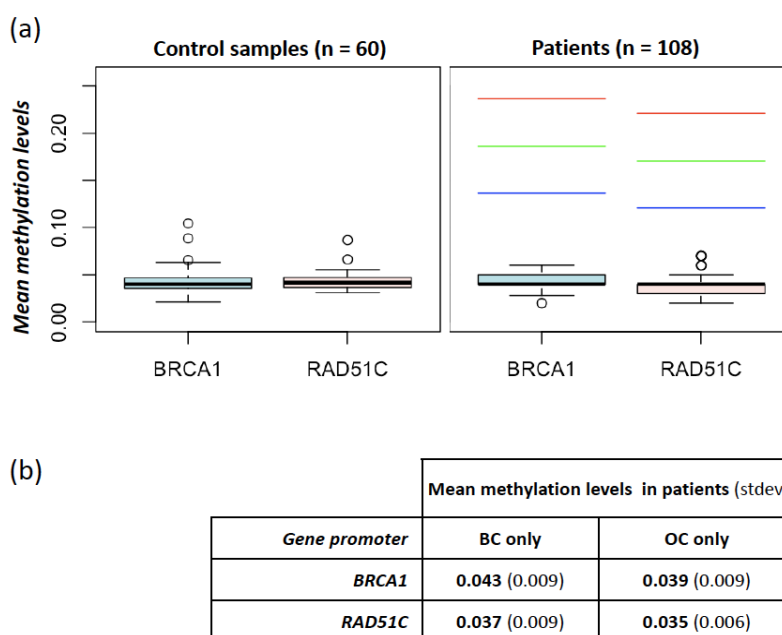 (a)
Control samples (n = 60)
Patients (n = 108)
Mean methylation levels
0.20
0.10
0.00
BRCA1
RAD51C
BRCA1
RAD51C
(b)
Mean methylation levels in patients (stdev
Gene promoter
BC only
OC only
BRCA1
0.043 (0.009)
0.039 (0.009)
RAD51C
0.037 (0.009)
0.035 (0.006)